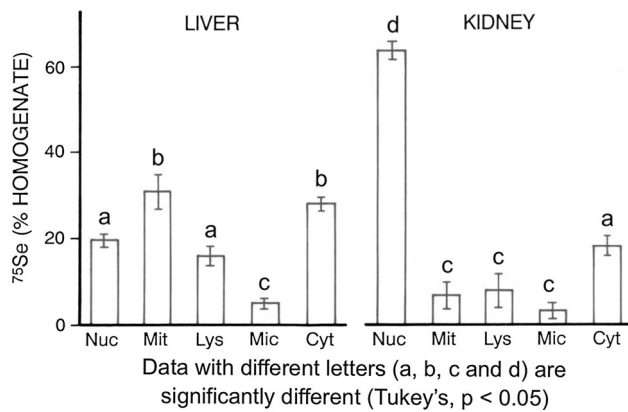 LIVER KIDNEY
d
60
b
b
40
a
a
a
20
c
c
c
c
0
⁷⁵Se (% HOMOGENATE)
Nuc Mit Lys Mic Cyt Nuc Mit Lys Mic Cyt
Data with different letters (a, b, c and d) are
significantly different (Tukey's, p < 0.05)